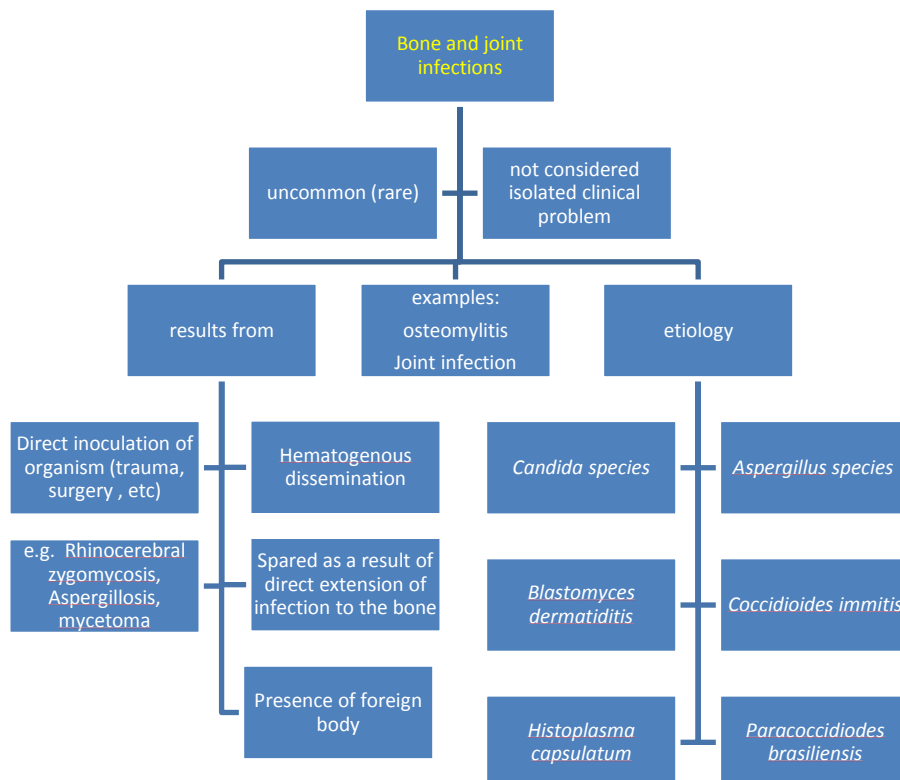 Bone and joint
infections
uncommon (rare)
not considered
isolated clinical
problem
results from
examples:
osteomylitis
Joint infection
etiology
Direct inoculation of
organism (trauma,
surgery , etc)
Hematogenous
dissemination
e.g. Rhinocerebral
zygomycosis,
Aspergillosis,
mycetoma
Spared as a result of
direct extension of
infection to the bone
Presence of foreign
body
Candida species
Aspergillus species
Blastomyces
dermatiditis
Coccidioides immitis
Histoplasma
capsulatum
Paracoccidiodes
brasiliensis